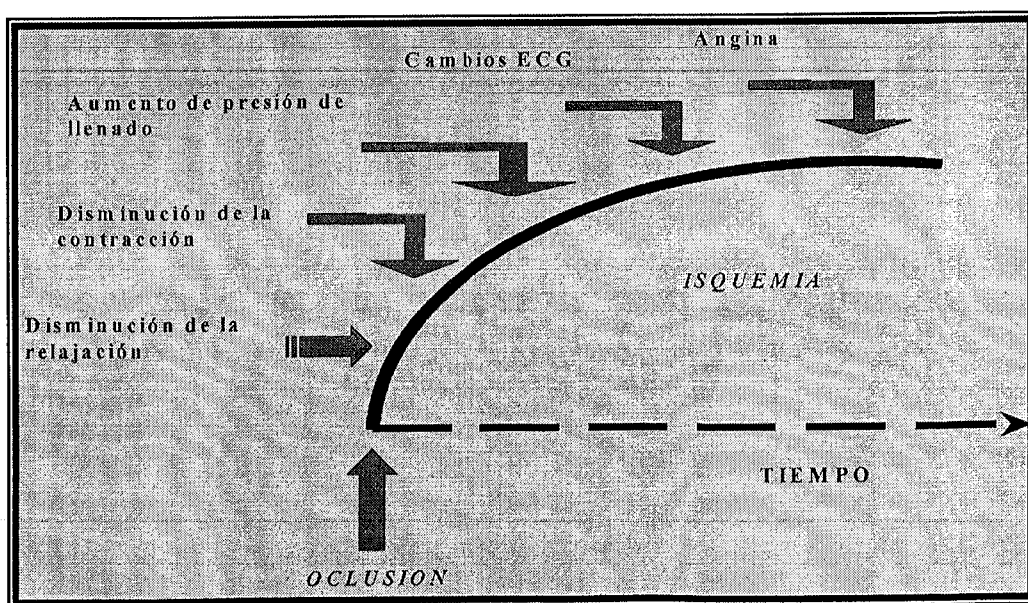 Angina
Cambios ECG
Aumento de presión de
llenado
Disminución de la
contracción
ISQUEMIA
Disminución de la
relajación
TIEMPO
OCLUSION